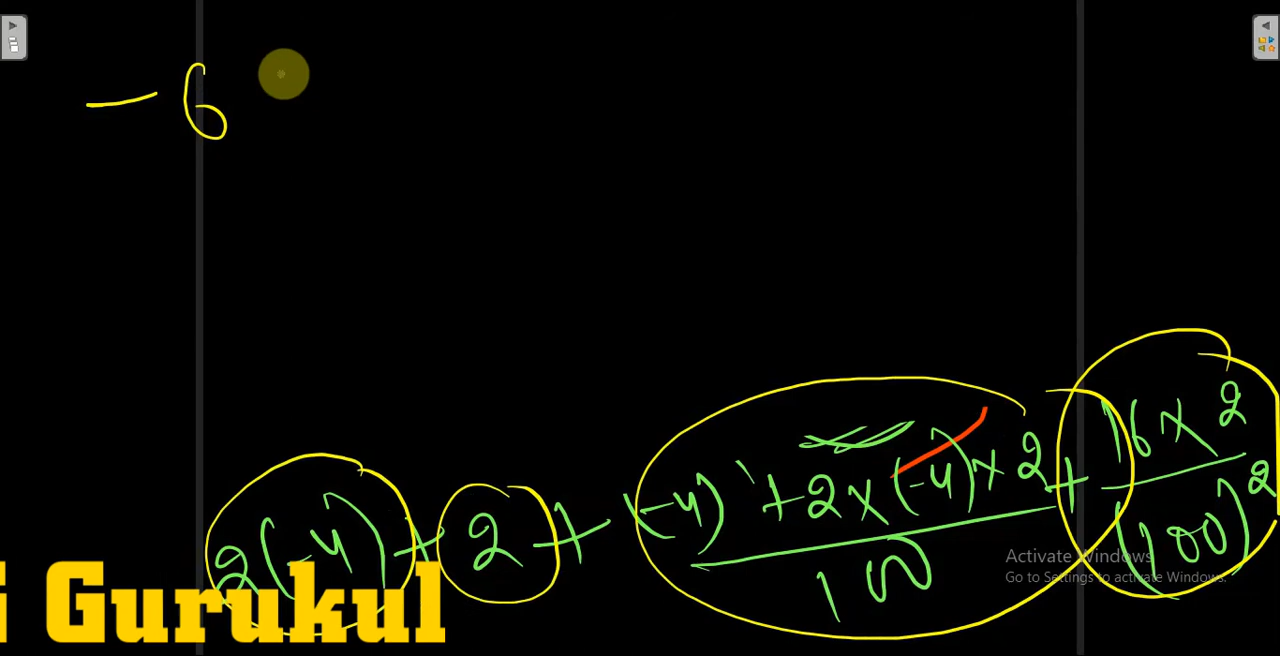 - 6
2(-4) + 2 + (-4)' + 2 x (-4) x 2 / 100 + 16 x 2 / (100)²
Activate Windows
Go to Settings to activate Windows.
i Gurukul